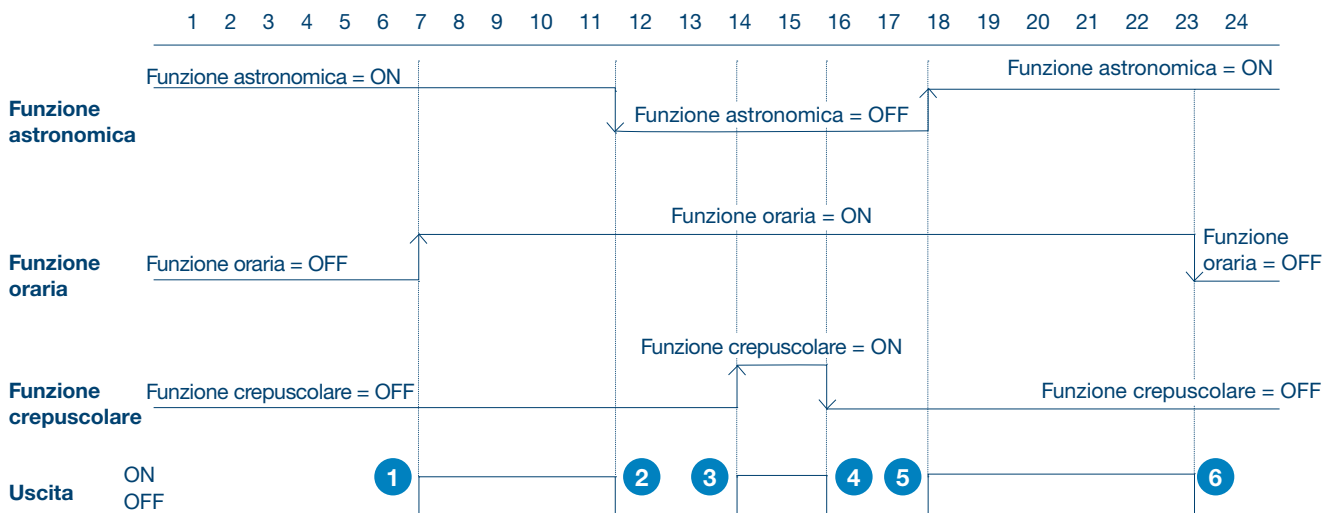 1 2 3 4 5 6 7 8 9 10 11 12 13 14 15 16 17 18 19 20 21 22 23 24
Funzione astronomica = ON
Funzione astronomica = ON
Funzione
astronomica
Funzione astronomica = OFF
Funzione oraria = ON
Funzione
oraria
Funzione oraria = OFF
Funzione
oraria = OFF
Funzione crepuscolare = ON
Funzione
crepuscolare
Funzione crepuscolare = OFF
Funzione crepuscolare = OFF
Uscita
ON
OFF
1 2 3 4 5 6